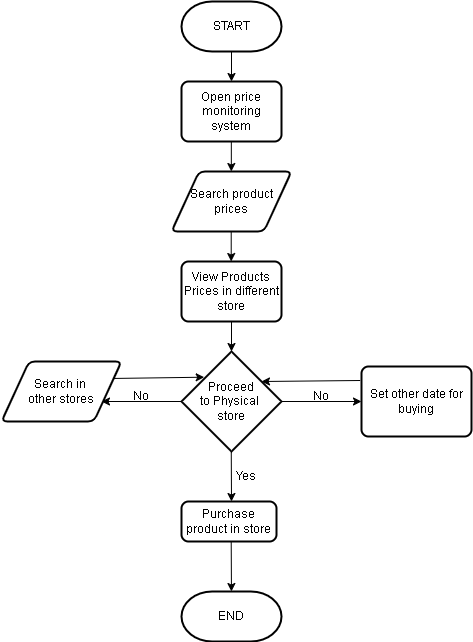 START
Open price
monitoring
system
Search product
prices
View Products
Prices in different
store
Proceed
to Physical
store
Search in
other stores
No
No
Set other date for
buying
Yes
Purchase
product in store
END